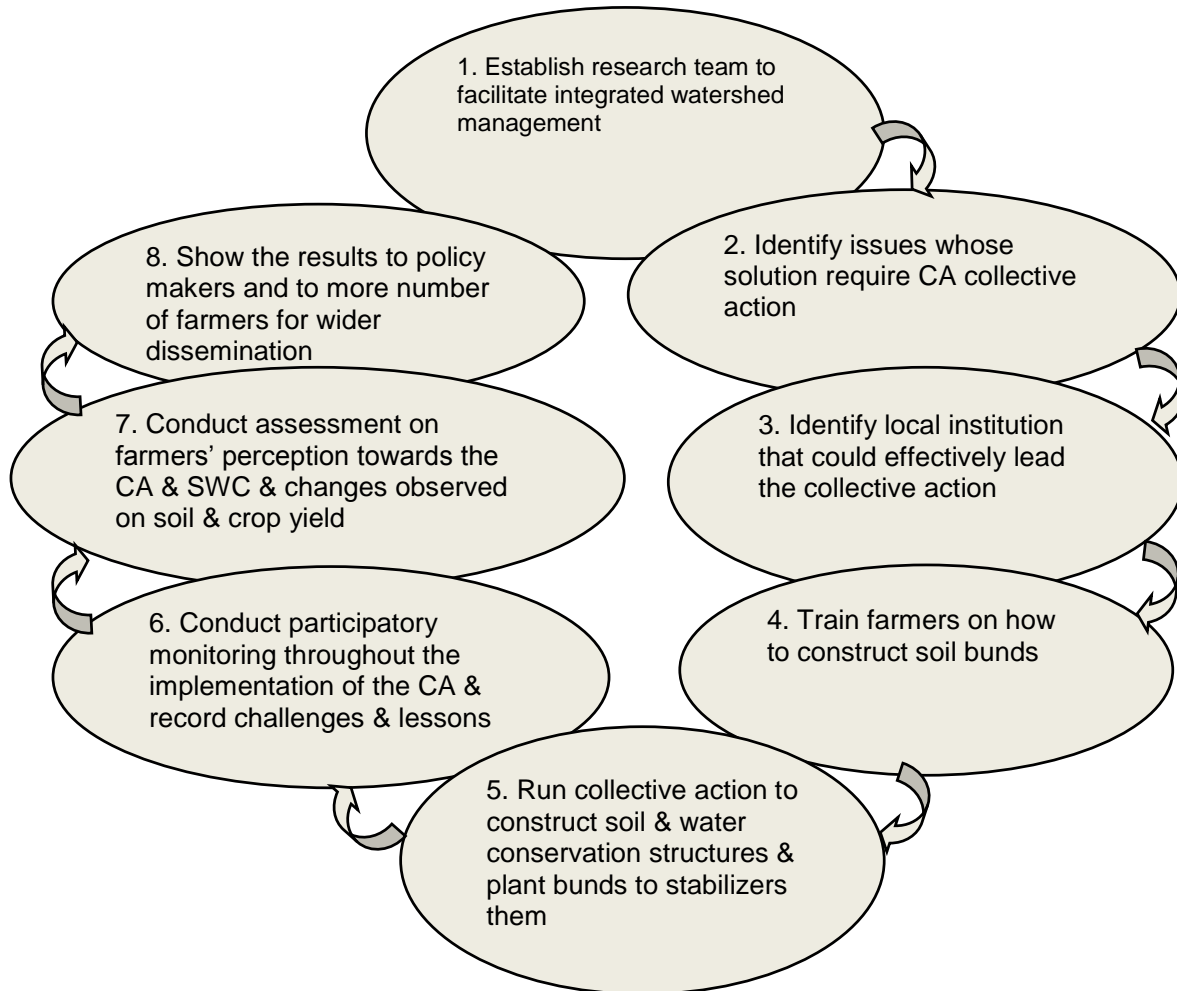 1. Establish research team to
facilitate integrated watershed
management
2. Identify issues whose
solution require CA collective
action
3. Identify local institution
that could effectively lead
the collective action
4. Train farmers on how
to construct soil bunds
5. Run collective action to
construct soil & water
conservation structures &
plant bunds to stabilizers
them
6. Conduct participatory
monitoring throughout the
implementation of the CA &
record challenges & lessons
7. Conduct assessment on
farmers’ perception towards the
CA & SWC & changes observed
on soil & crop yield
8. Show the results to policy
makers and to more number
of farmers for wider
dissemination